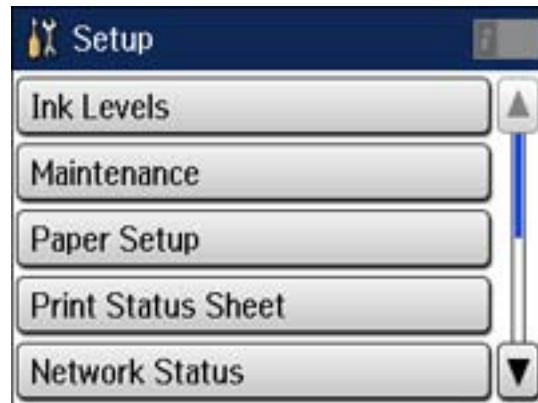 Setup
Ink Levels
Maintenance
Paper Setup
Print Status Sheet
Network Status